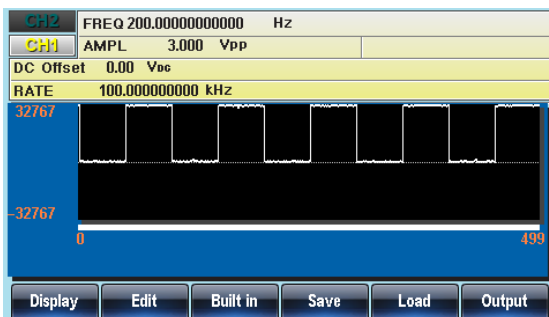 CH2 FREQ 200.00000000000 Hz
CH1 AMPL 3.000 Vpp
DC Offset 0.00 VDC
RATE 100.000000000 kHz
32767
-32767
0 499
Display Edit Built in Save Load Output